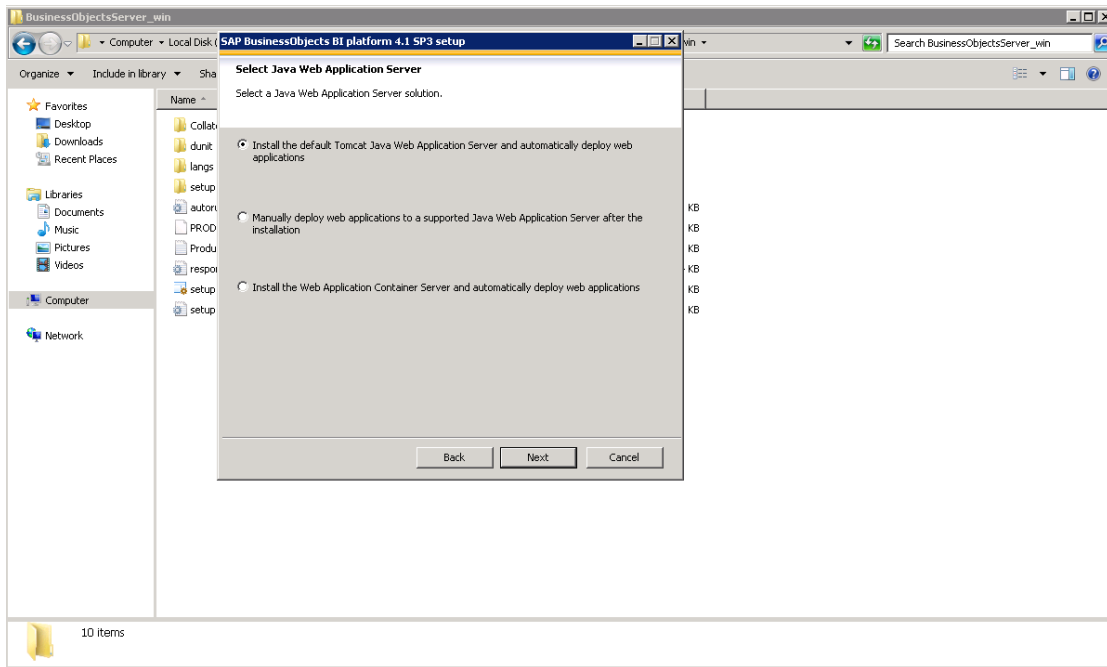 BusinessObjectsServer_win
Computer
Local Disk (
win
Search BusinessObjectsServer_win
Organize
Include in library
Sha
Favorites
Desktop
Downloads
Recent Places
Libraries
Documents
Music
Pictures
Videos
Computer
Network
Name
Collat
dunit
langs
setup
autoru
PROD
Produ
respon
setup
setup
KB
KB
KB
KB
KB
KB
SAP BusinessObjects BI platform 4.1 SP3 setup
Select Java Web Application Server
Select a Java Web Application Server solution.
Install the default Tomcat Java Web Application Server and automatically deploy web
applications
Manually deploy web applications to a supported Java Web Application Server after the
installation
Install the Web Application Container Server and automatically deploy web applications
Back
Next
Cancel
10 items